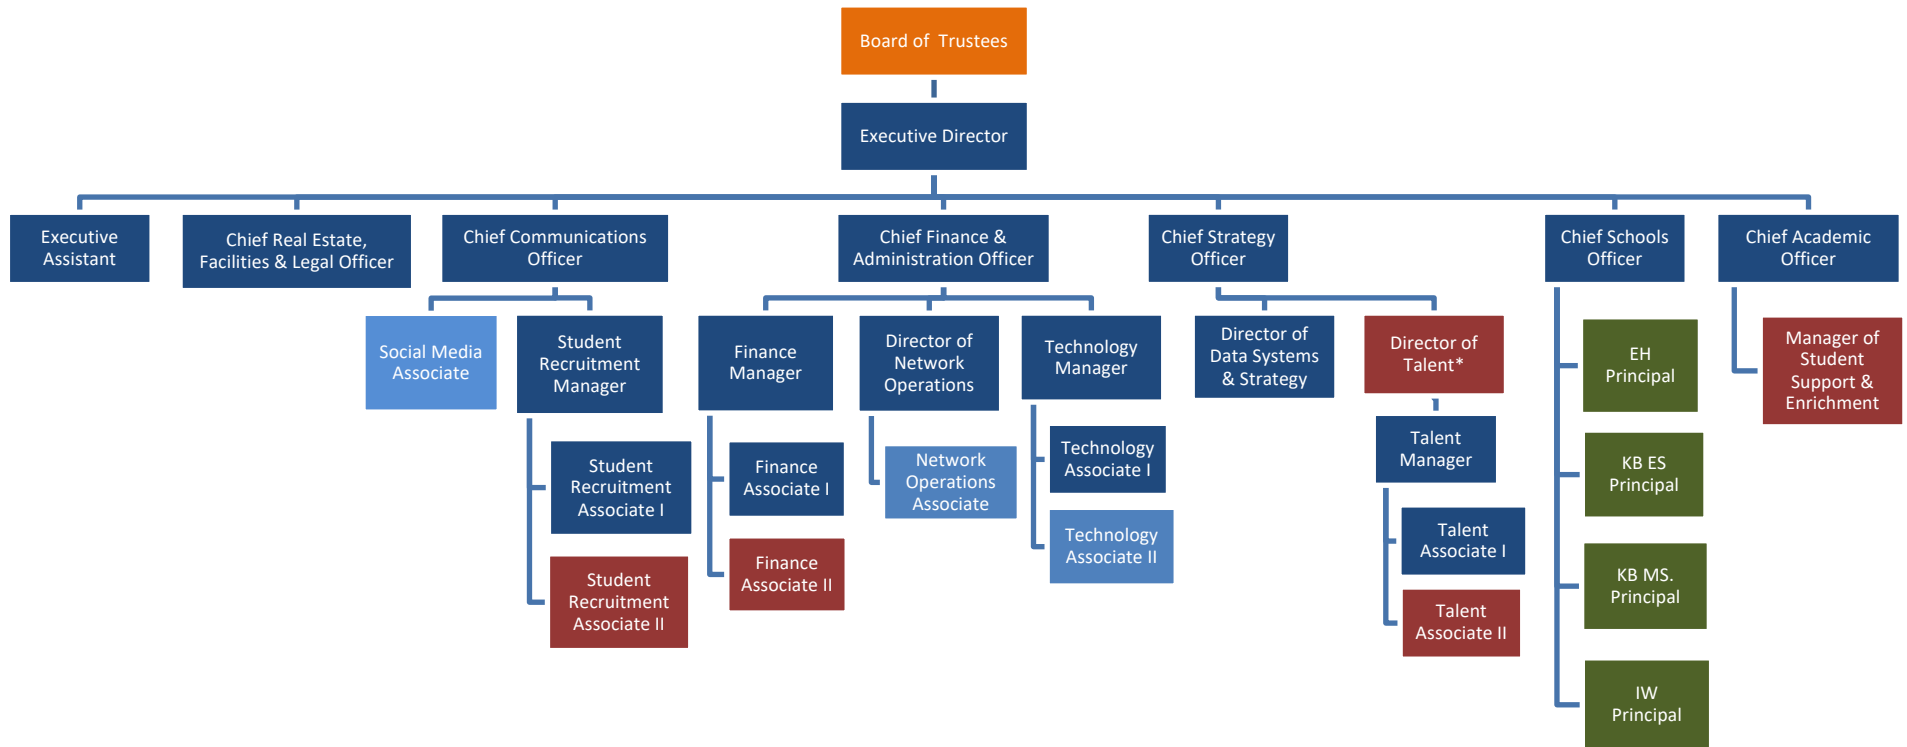 Board of Trustees
Executive Director
Executive
Assistant
Chief Real Estate,
Facilities & Legal Officer
Chief Communications
Officer
Chief Finance &
Administration Officer
Chief Strategy
Officer
Chief Schools
Officer
Chief Academic
Officer
Social Media
Associate
Student
Recruitment
Manager
Finance
Manager
Director of
Network
Operations
Technology
Manager
Director of
Data Systems
& Strategy
Director of
Talent*
EH
Principal
Manager of
Student
Support &
Enrichment
Student
Recruitment
Associate I
Finance
Associate I
Network
Operations
Associate
Technology
Associate I
Talent
Manager
KB ES
Principal
Student
Recruitment
Associate II
Finance
Associate II
Technology
Associate II
Talent
Associate I
KB MS.
Principal
Talent
Associate II
IW
Principal